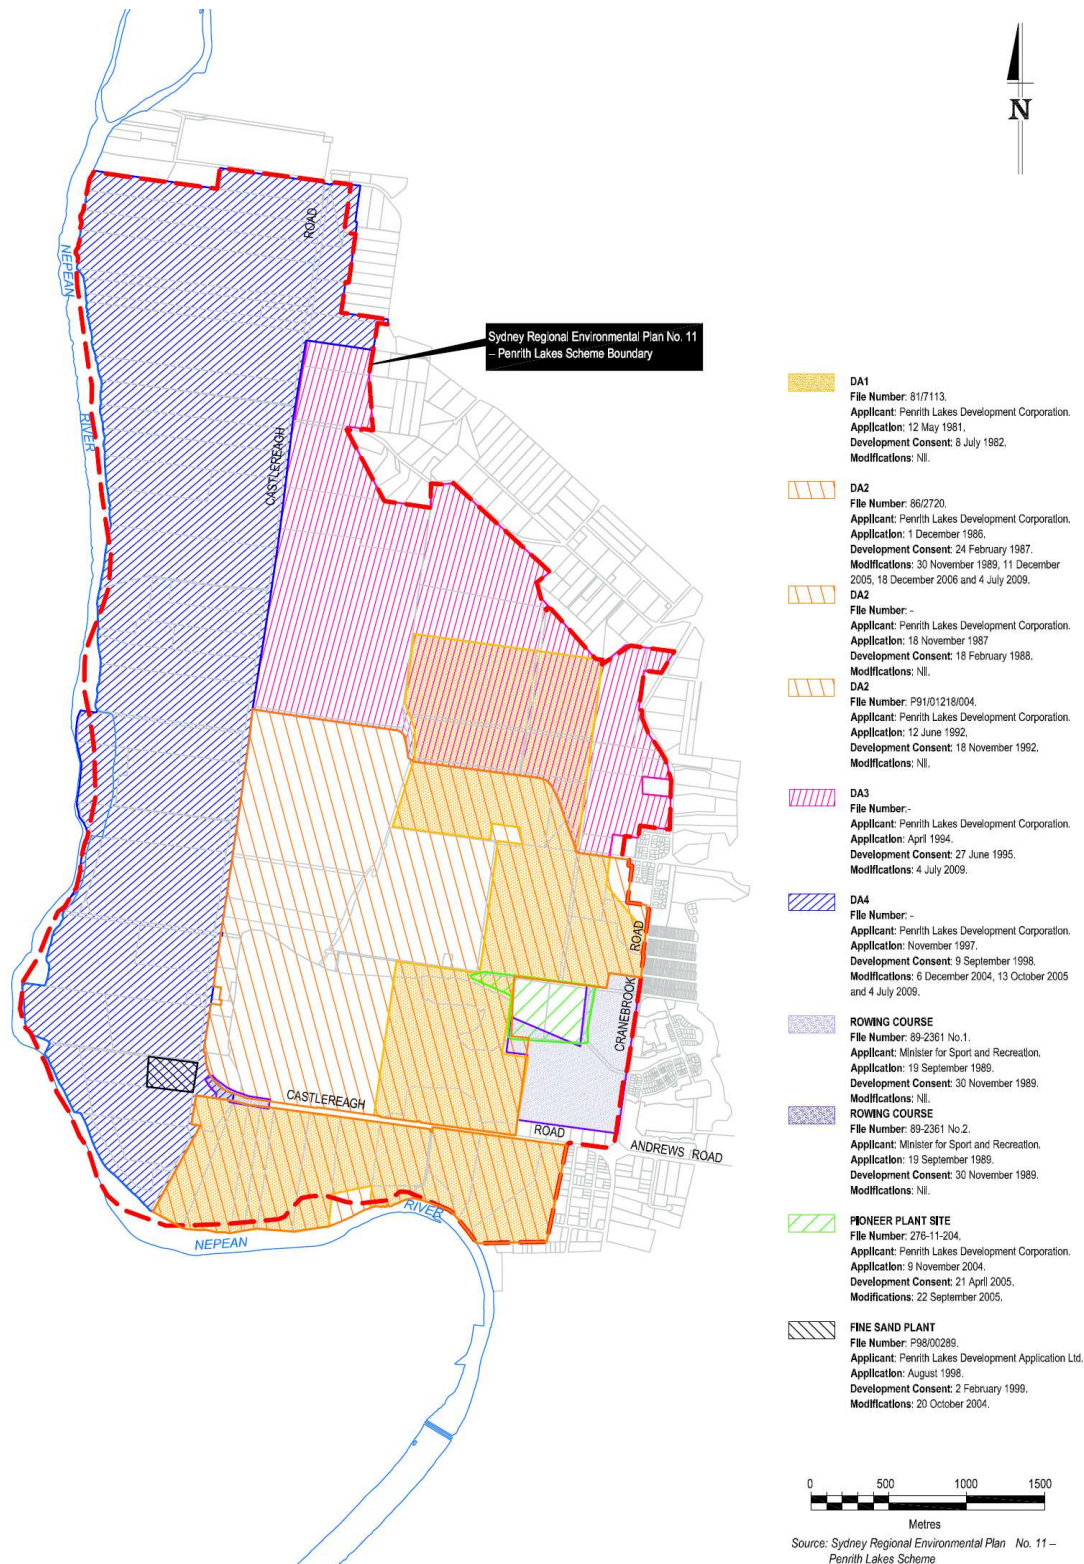 N
ROAD
NEPEAN
Sydney Regional Environmental Plan No. 11
– Penrith Lakes Scheme Boundary
RIVER
CASTLEREAGH
ROAD
CRANEBROOK
CASTLEREAGH
ROAD
ANDREWS ROAD
RIVER
NEPEAN
DA1
File Number: 81/7113.
Applicant: Penrith Lakes Development Corporation.
Application: 12 May 1981.
Development Consent: 8 July 1982.
Modifications: Nil.
DA2
File Number: 86/2720.
Applicant: Penrith Lakes Development Corporation.
Application: 1 December 1986.
Development Consent: 24 February 1987.
Modifications: 30 November 1989, 11 December
2005, 18 December 2006 and 4 July 2009.
DA2
File Number: -
Applicant: Penrith Lakes Development Corporation.
Application: 18 November 1987
Development Consent: 18 February 1988.
Modifications: Nil.
DA2
File Number: P91/01218/004.
Applicant: Penrith Lakes Development Corporation.
Application: 12 June 1992.
Development Consent: 18 November 1992.
Modifications: Nil.
DA3
File Number:-
Applicant: Penrith Lakes Development Corporation.
Application: April 1994.
Development Consent: 27 June 1995.
Modifications: 4 July 2009.
DA4
File Number: -
Applicant: Penrith Lakes Development Corporation.
Application: November 1997.
Development Consent: 9 September 1998.
Modifications: 6 December 2004, 13 October 2005
and 4 July 2009.
ROWING COURSE
File Number: 89-2361 No.1.
Applicant: Minister for Sport and Recreation.
Application: 19 September 1989.
Development Consent: 30 November 1989.
Modifications: Nil.
ROWING COURSE
File Number: 89-2361 No.2.
Applicant: Minister for Sport and Recreation.
Application: 19 September 1989.
Development Consent: 30 November 1989.
Modifications: Nil.
PIONEER PLANT SITE
File Number: 276-11-204.
Applicant: Penrith Lakes Development Corporation.
Application: 9 November 2004.
Development Consent: 21 April 2005.
Modifications: 22 September 2005.
FINE SAND PLANT
File Number: P98/00289.
Applicant: Penrith Lakes Development Application Ltd.
Application: August 1998.
Development Consent: 2 February 1999.
Modifications: 20 October 2004.
0 500 1000 1500
Metres
Source: Sydney Regional Environmental Plan No. 11 –
Penrith Lakes Scheme